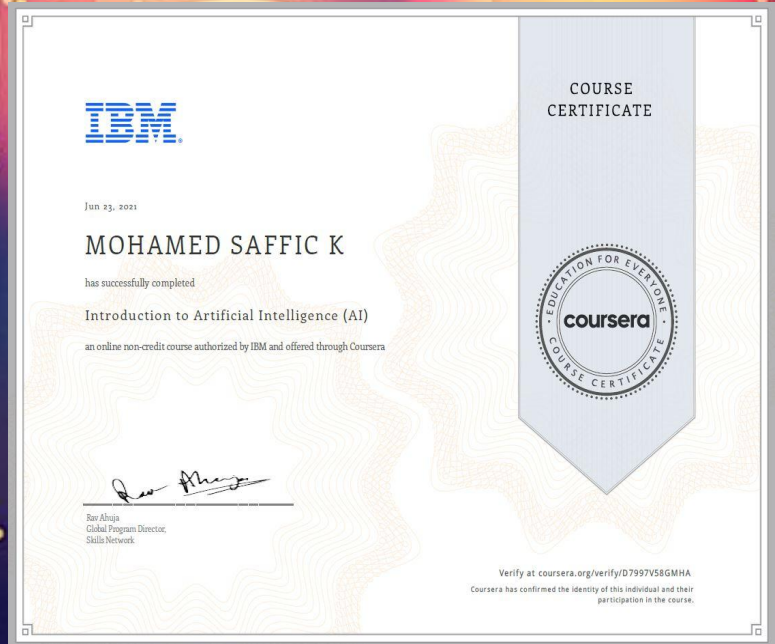 IBM®
Jun 23, 2021
MOHAMED SAFFIC K
has successfully completed
Introduction to Artificial Intelligence (AI)
an online non-credit course authorized by IBM and offered through Coursera
Rav Ahuja
Global Program Director,
Skills Network
COURSE
CERTIFICATE
EDUCATION FOR EVERYONE
coursera
COURSE CERTIFICATE
Verify at coursera.org/verify/D7997V58GMHA
Coursera has confirmed the identity of this individual and their
participation in the course.